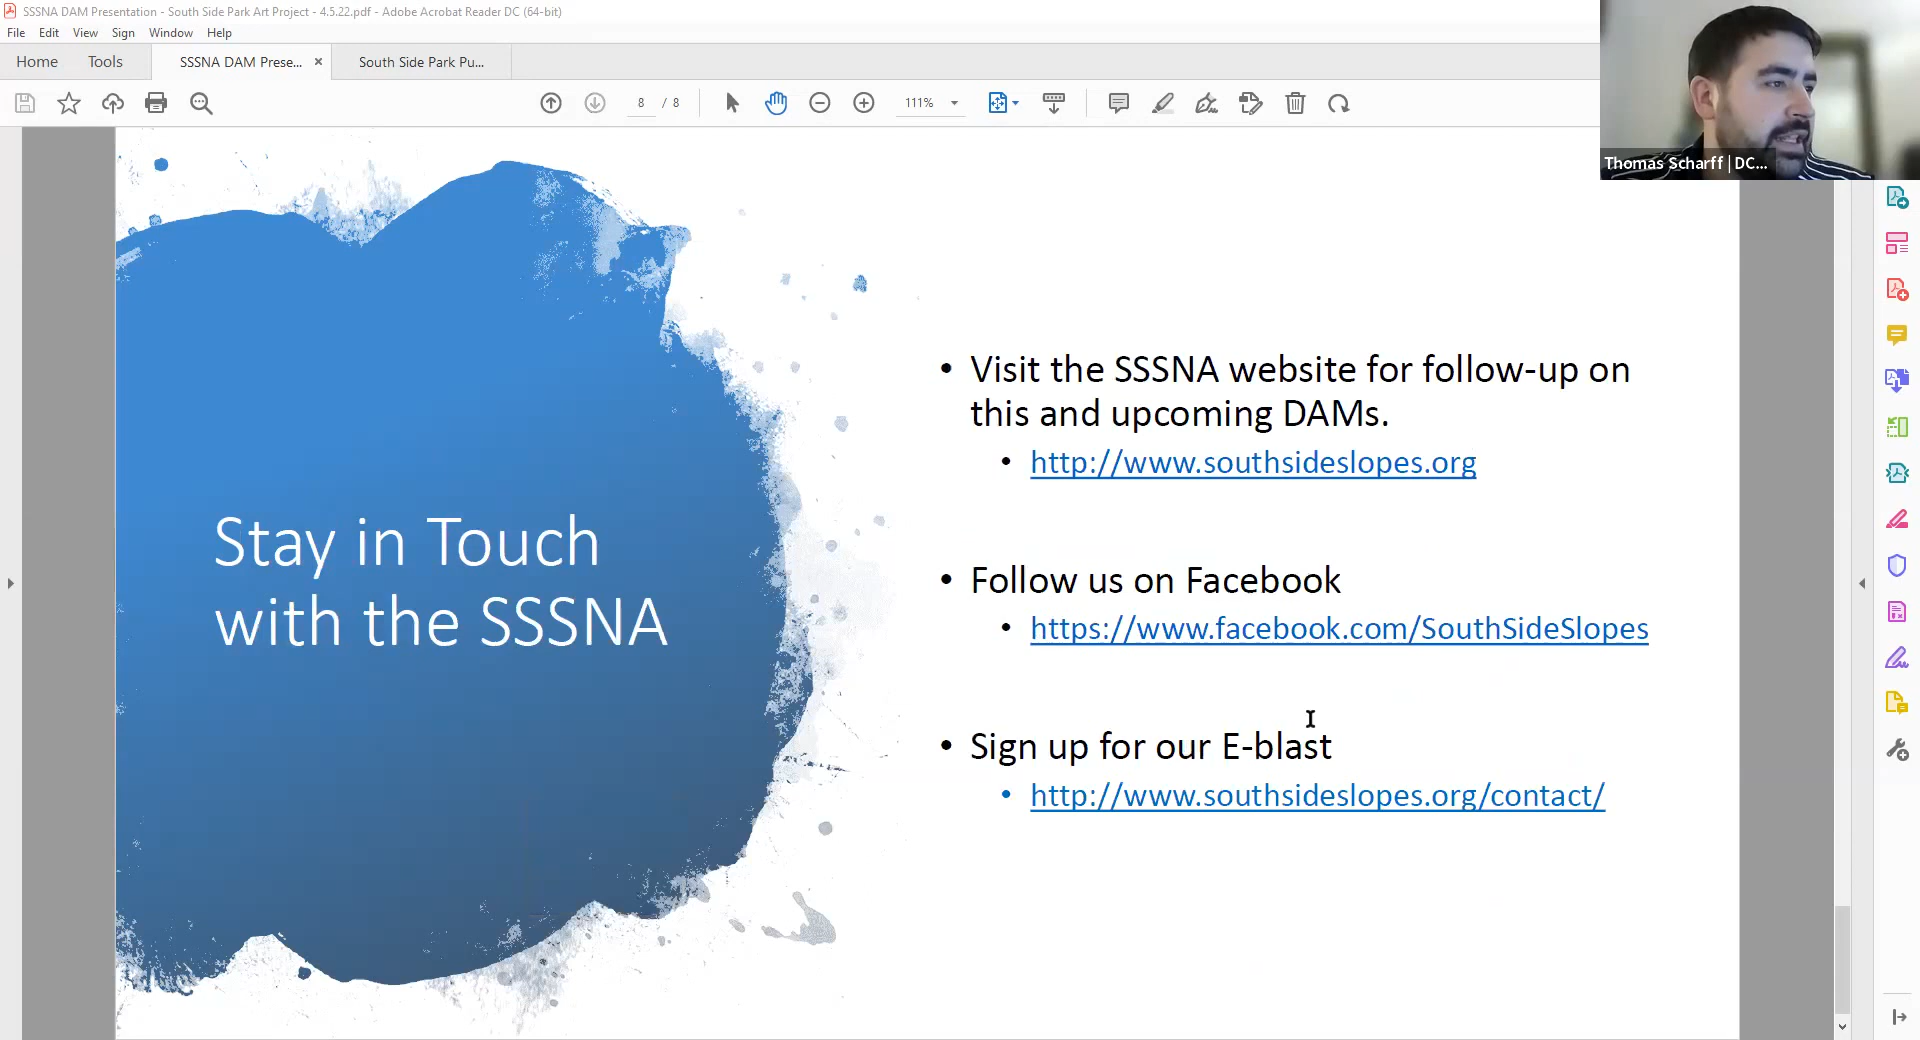 SSSNA DAM Presentation - South Side Park Art Project - 4.5.22.pdf - Adobe Acrobat Reader DC (64-bit)
File Edit View Sign Window Help
Home Tools SSSNA DAM Prese... × South Side Park Pu...
8 / 8 111%
Thomas Scharff | DC...
Stay in Touch
with the SSSNA
• Visit the SSSNA website for follow-up on
this and upcoming DAMs.
• http://www.southsideslopes.org
• Follow us on Facebook
• https://www.facebook.com/SouthSideSlopes
• Sign up for our E-blast
• http://www.southsideslopes.org/contact/